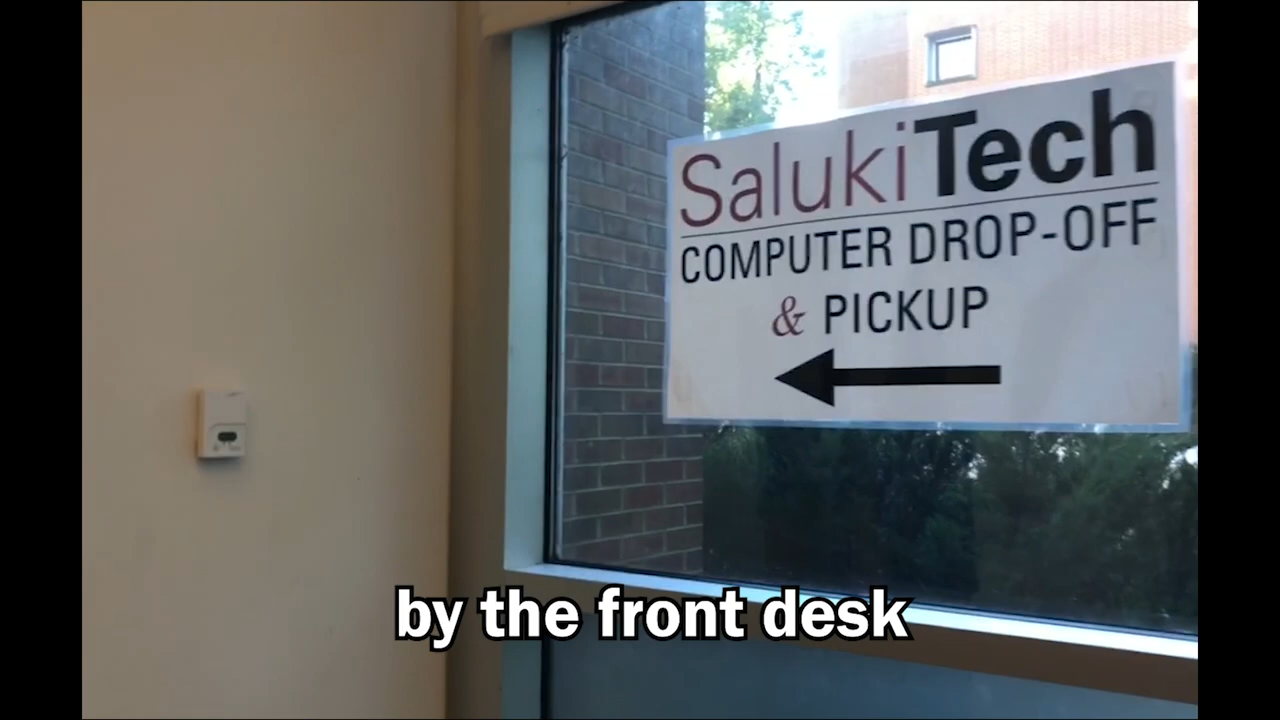 SalukiTech
COMPUTER DROP-OFF
& PICKUP
by the front desk